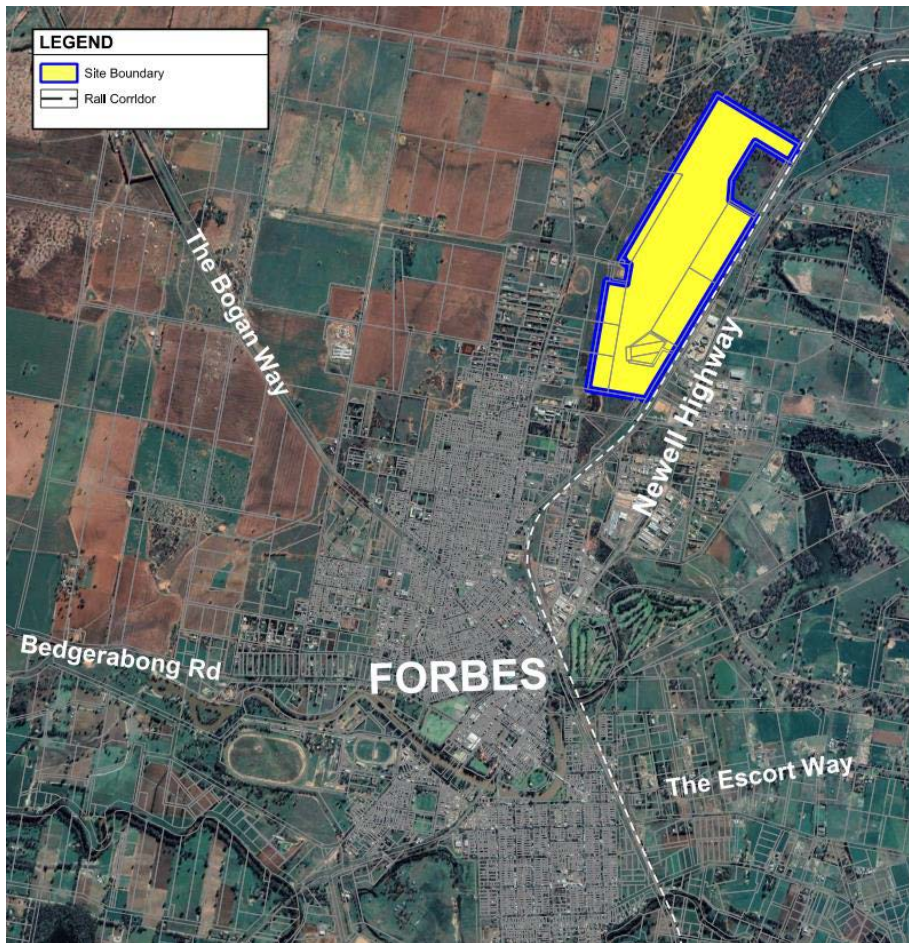 LEGEND
Site Boundary
Rail Corridor
The Bogan Way
Newell Highway
Bedgerabong Rd
FORBES
The Escort Way